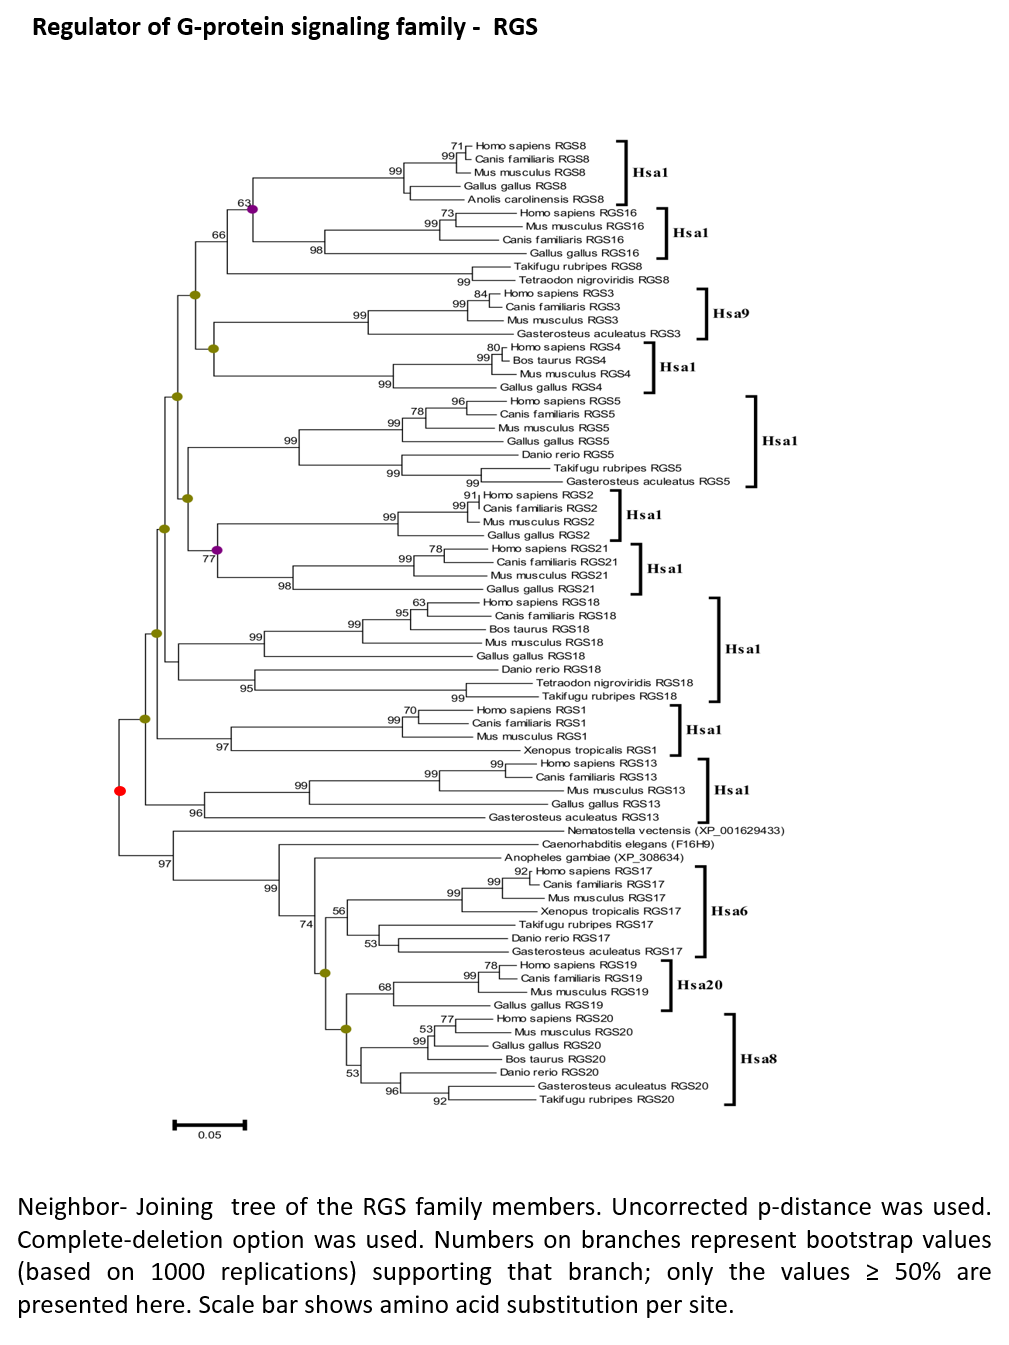 Regulator of G-protein signaling family -  RGS
71
Homo sapiens RGS8
99
Canis familiaris RGS8
99
Mus musculus RGS8
Hsa1
Gallus gallus RGS8
Anolis carolinensis RGS8
63
73
Homo sapiens RGS16
99
Mus musculus RGS16
66
Canis familiaris RGS16
Hsa1
98
Gallus gallus RGS16
Takifugu rubripes RGS8
99
Tetraodon nigroviridis RGS8
84
Homo sapiens RGS3
99
Canis familiaris RGS3
99
Mus musculus RGS3
Hsa9
Gasterosteus aculeatus RGS3
80
Homo sapiens RGS4
99
Bos taurus RGS4
Mus musculus RGS4
Hsa1
99
Gallus gallus RGS4
96
Homo sapiens RGS5
78
Canis familiaris RGS5
99
Mus musculus RGS5
99
Gallus gallus RGS5
Hsa1
Danio rerio RGS5
99
Takifugu rubripes RGS5
99
Gasterosteus aculeatus RGS5
91
Homo sapiens RGS2
99
Canis familiaris RGS2
99
Mus musculus RGS2
Hsa1
Gallus gallus RGS2
77
78
Homo sapiens RGS21
99
Canis familiaris RGS21
Mus musculus RGS21
Hsa1
98
Gallus gallus RGS21
63
Homo sapiens RGS18
95
Canis familiaris RGS18
99
Bos taurus RGS18
99
Mus musculus RGS18
Gallus gallus RGS18
Hsa1
Danio rerio RGS18
95
Tetraodon nigroviridis RGS18
99
Takifugu rubripes RGS18
70
Homo sapiens RGS1
99
Canis familiaris RGS1
Mus musculus RGS1
Hsa1
97
Xenopus tropicalis RGS1
99
Homo sapiens RGS13
99
Canis familiaris RGS13
99
Mus musculus RGS13
Hsa1
Gallus gallus RGS13
96
Gasterosteus aculeatus RGS13
Nematostella vectensis (XP_001629433)
97
Caenorhabditis elegans (F16H9)
99
Anopheles gambiae (XP_308634)
74
92
Homo sapiens RGS17
99
Canis familiaris RGS17
99
Mus musculus RGS17
56
Xenopus tropicalis RGS17
Hsa6
Takifugu rubripes RGS17
53
Danio rerio RGS17
Gasterosteus aculeatus RGS17
78
Homo sapiens RGS19
99
Canis familiaris RGS19
68
Mus musculus RGS19
Hsa20
Gallus gallus RGS19
77
Homo sapiens RGS20
53
Mus musculus RGS20
99
Gallus gallus RGS20
Bos taurus RGS20
Hsa8
53
Danio rerio RGS20
96
Gasterosteus aculeatus RGS20
92
Takifugu rubripes RGS20
0.05
Neighbor- Joining  tree of the RGS family members. Uncorrected p-distance was used.
Complete-deletion option was used. Numbers on branches represent bootstrap values
(based on 1000 replications) supporting that branch; only the values ≥ 50% are
presented here. Scale bar shows amino acid substitution per site.